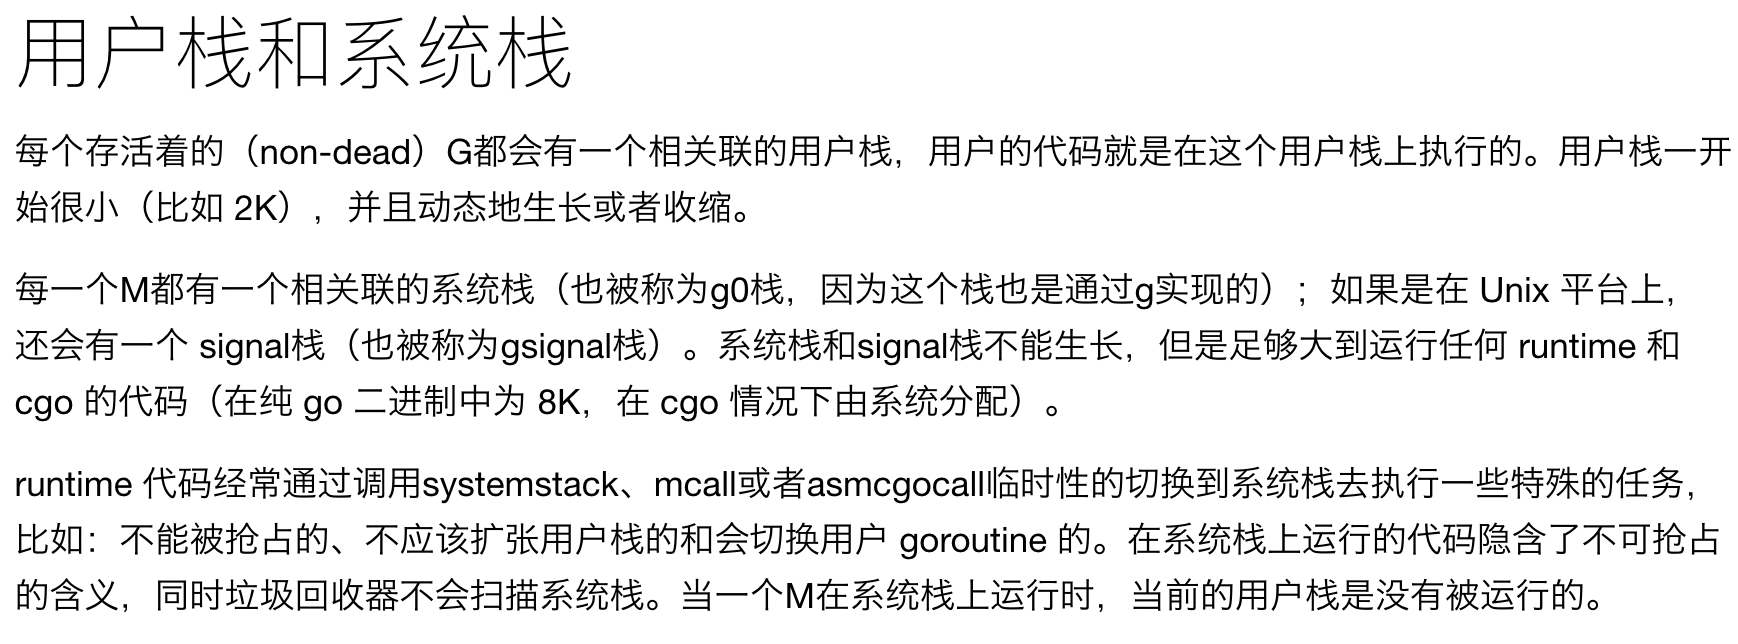 用户栈和系统栈
每个存活着的（non-dead）G都会有一个相关联的用户栈，用户的代码就是在这个用户栈上执行的。用户栈一开
始很小（比如 2K），并且动态地生长或者收缩。
每一个M都有一个相关联的系统栈（也被称为g0栈，因为这个栈也是通过g实现的）；如果是在 Unix 平台上，
还会有一个 signal栈（也被称为gsignal栈）。系统栈和signal栈不能生长，但是足够大到运行任何 runtime 和
cgo 的代码（在纯 go 二进制中为 8K，在 cgo 情况下由系统分配）。
runtime 代码经常通过调用systemstack、mcall或者asmcgocall临时性的切换到系统栈去执行一些特殊的任务，
比如：不能被抢占的、不应该扩张用户栈的和会切换用户 goroutine 的。在系统栈上运行的代码隐含了不可抢占
的含义，同时垃圾回收器不会扫描系统栈。当一个M在系统栈上运行时，当前的用户栈是没有被运行的。